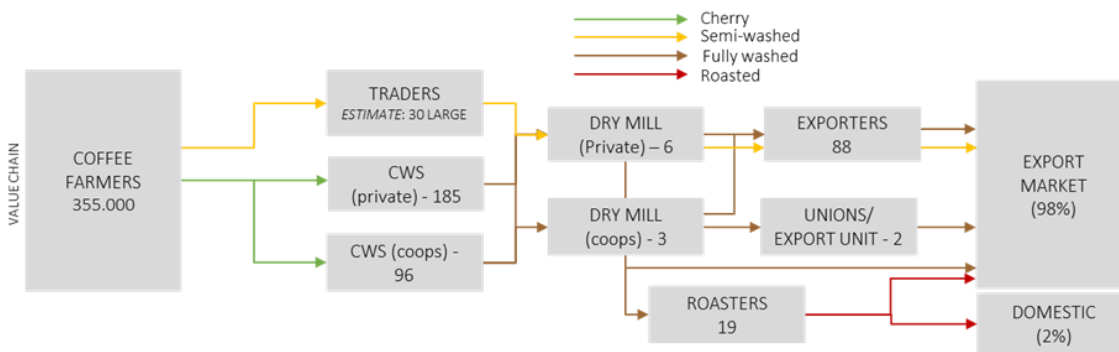 Cherry
Semi-washed
Fully washed
Roasted
VALUE CHAIN
COFFEE
FARMERS
355.000
TRADERS
ESTIMATE: 30 LARGE
CWS
(private) - 185
CWS (coops) -
96
DRY MILL
(Private) – 6
DRY MILL
(coops) - 3
EXPORTERS
88
UNIONS/
EXPORT UNIT - 2
ROASTERS
19
EXPORT
MARKET
(98%)
DOMESTIC
(2%)